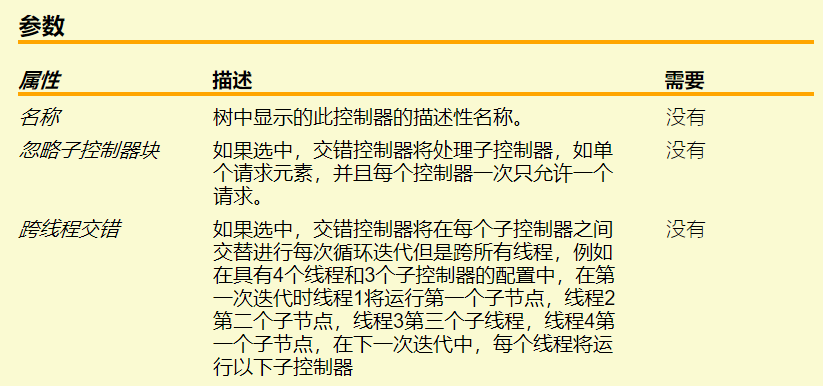 参数
属性 描述 需要
名称 树中显示的此控制器的描述性名称。 没有
忽略子控制器块 如果选中，交错控制器将处理子控制器，如单 没有
个请求元素，并且每个控制器一次只允许一个
请求。
跨线程交错 如果选中，交错控制器将在每个子控制器之间 没有
交替进行每次循环迭代但是跨所有线程，例如
在具有4个线程和3个子控制器的配置中，在第
一次迭代时线程1将运行第一个子节点，线程2
第二个子节点，线程3第三个子线程，线程4第
一个子节点，在下一次迭代中，每个线程将运
行以下子控制器